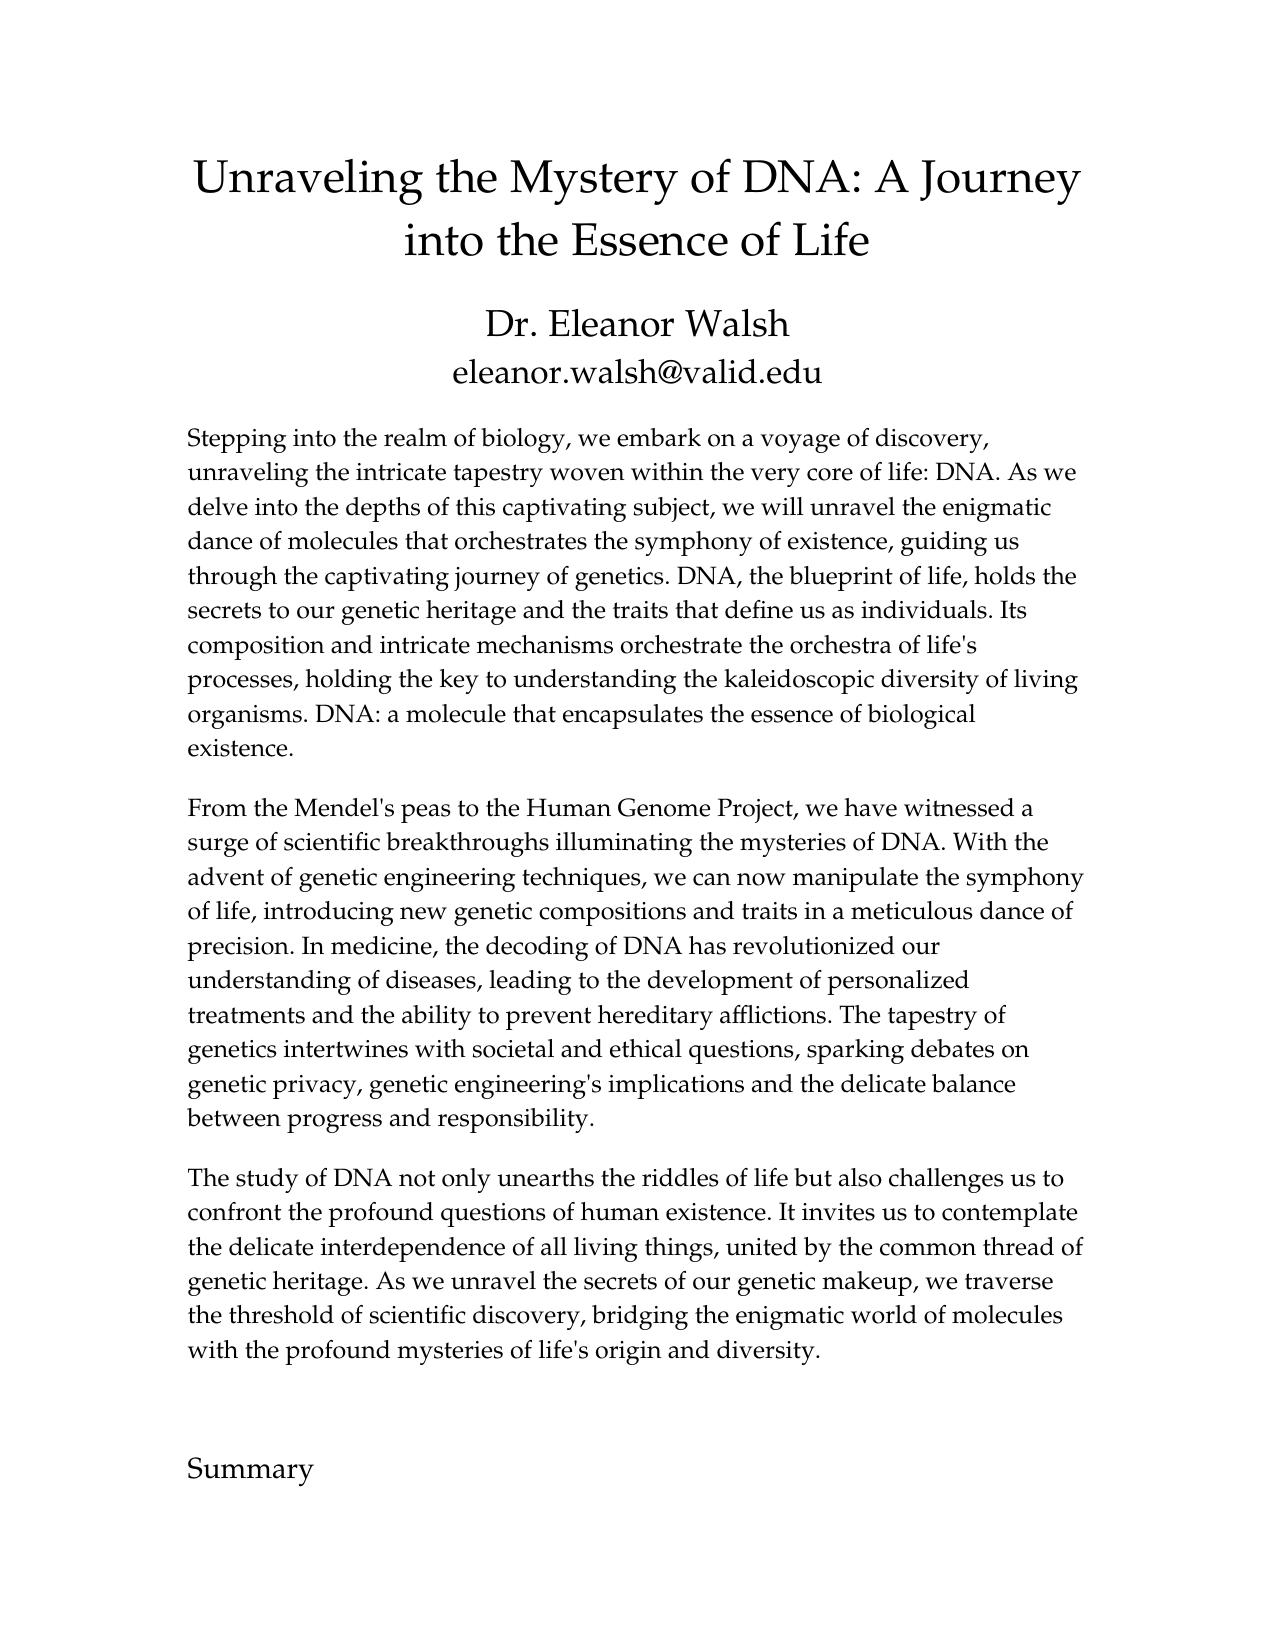 Unraveling the Mystery of DNA: A Journey
into the Essence of Life
Dr. Eleanor Walsh
eleanor.walsh@valid.edu
Stepping into the realm of biology, we embark on a voyage of discovery,
unraveling the intricate tapestry woven within the very core of life: DNA. As we
delve into the depths of this captivating subject, we will unravel the enigmatic
dance of molecules that orchestrates the symphony of existence, guiding us
through the captivating journey of genetics. DNA, the blueprint of life, holds the
secrets to our genetic heritage and the traits that define us as individuals. Its
composition and intricate mechanisms orchestrate the orchestra of life's
processes, holding the key to understanding the kaleidoscopic diversity of living
organisms. DNA: a molecule that encapsulates the essence of biological
existence.
From the Mendel's peas to the Human Genome Project, we have witnessed a
surge of scientific breakthroughs illuminating the mysteries of DNA. With the
advent of genetic engineering techniques, we can now manipulate the symphony
of life, introducing new genetic compositions and traits in a meticulous dance of
precision. In medicine, the decoding of DNA has revolutionized our
understanding of diseases, leading to the development of personalized
treatments and the ability to prevent hereditary afflictions. The tapestry of
genetics intertwines with societal and ethical questions, sparking debates on
genetic privacy, genetic engineering's implications and the delicate balance
between progress and responsibility.
The study of DNA not only unearths the riddles of life but also challenges us to
confront the profound questions of human existence. It invites us to contemplate
the delicate interdependence of all living things, united by the common thread of
genetic heritage. As we unravel the secrets of our genetic makeup, we traverse
the threshold of scientific discovery, bridging the enigmatic world of molecules
with the profound mysteries of life's origin and diversity.
Summary